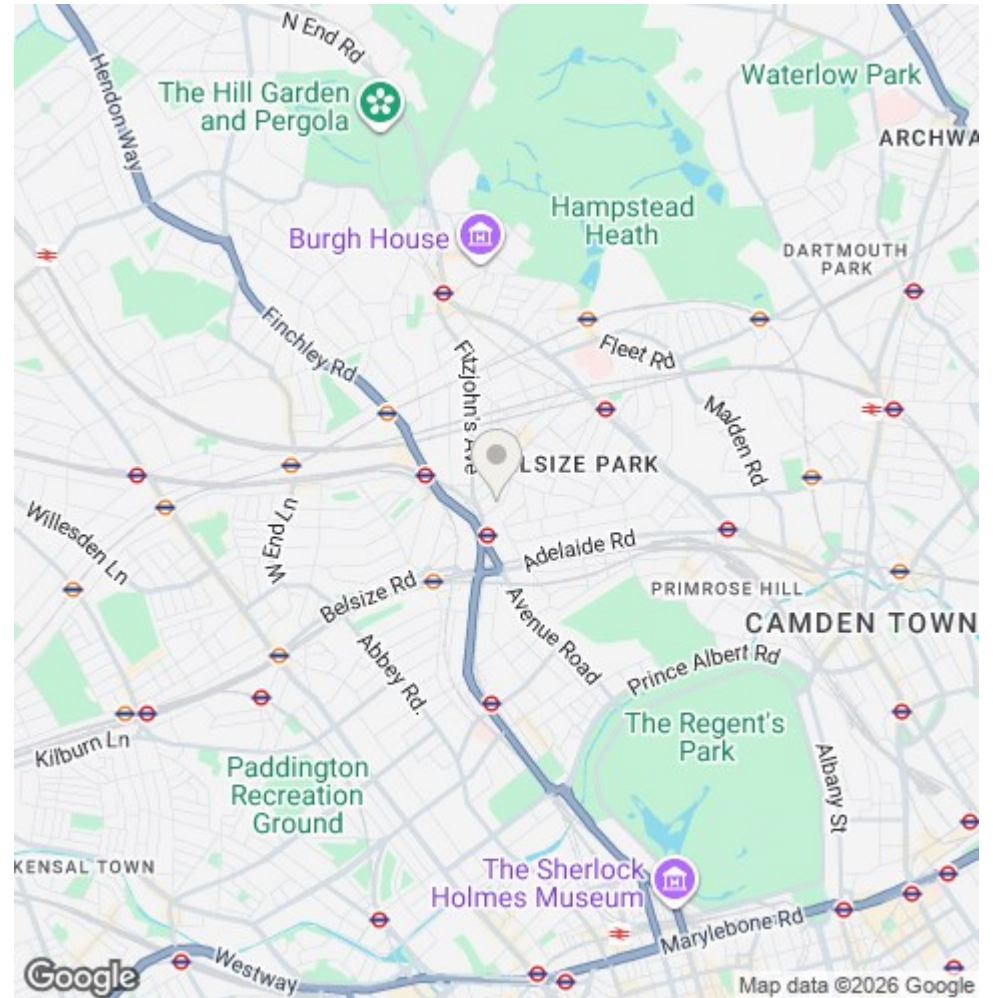 N End Rd
Waterlow Park
Hendon Way
The Hill Garden
and Pergola
ARCHWA
Hampstead
Heath
Burgh House
DARTMOUTH
PARK
Finchley Rd
Fleet Rd
Fitzjohn's Ave
Malden Rd
LSIZE PARK
Willesden Ln
W End Ln
Adelaide Rd
Belsize Rd
PRIMROSE HILL
Avenue Road
CAMDEN TOWN
Abbey Rd.
Prince Albert Rd
The Regent's
Park
Kilburn Ln
Albany St
Paddington
Recreation
Ground
KENSAL TOWN
The Sherlock
Holmes Museum
Marylebone Rd
Westway
Google
Map data ©2026 Google